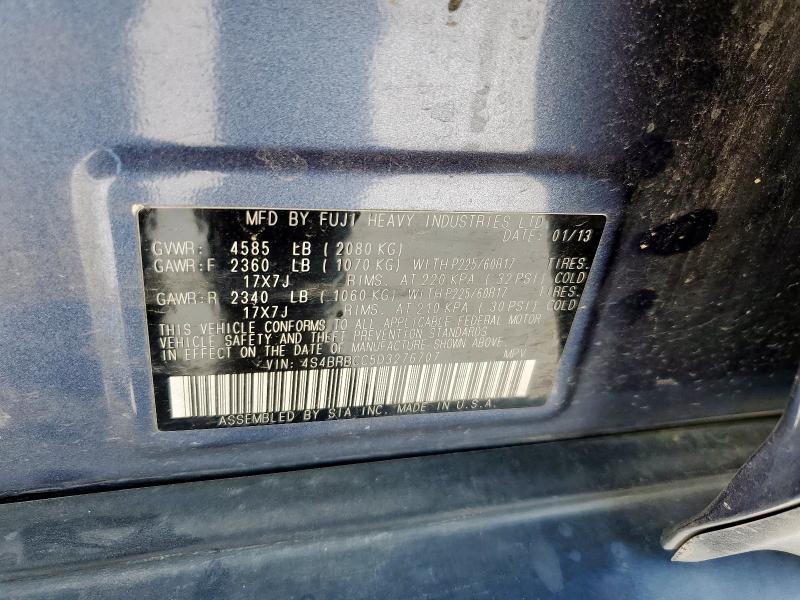 MFD BY FUJI HEAVY INDUSTRIES LTD.
DATE: 01/13
GVWR: 4585 LB (2080 KG)
GAWR:F 2360 LB (1070 KG) WITH P225/60R17 TIRES.
17X7J RIMS. AT 220 KPA (32 PSI) COLD
GAWR:R 2340 LB (1060 KG) WITH P225/60R17 TIRES.
17X7J RIMS. AT 210 KPA (30 PSI) COLD
THIS VEHICLE CONFORMS TO ALL APPLICABLE FEDERAL MOTOR
VEHICLE SAFETY AND THEFT PREVENTION STANDARDS
IN EFFECT ON THE DATE OF MANUFACTURE SHOWN ABOVE.
VIN: 4S4BRBCC5D3276707 MPV
ASSEMBLED BY SIA INC. MADE IN U.S.A.